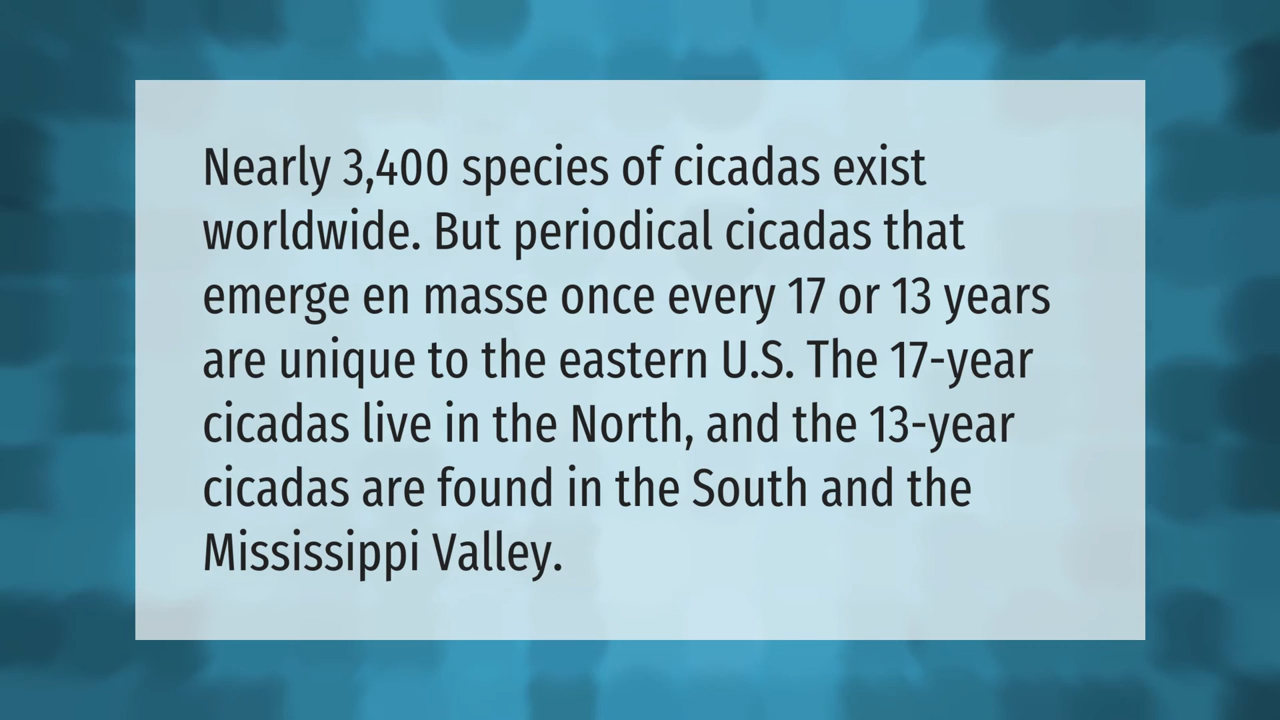 Nearly 3,400 species of cicadas exist
worldwide. But periodical cicadas that
emerge en masse once every 17 or 13 years
are unique to the eastern U.S. The 17-year
cicadas live in the North, and the 13-year
cicadas are found in the South and the
Mississippi Valley.